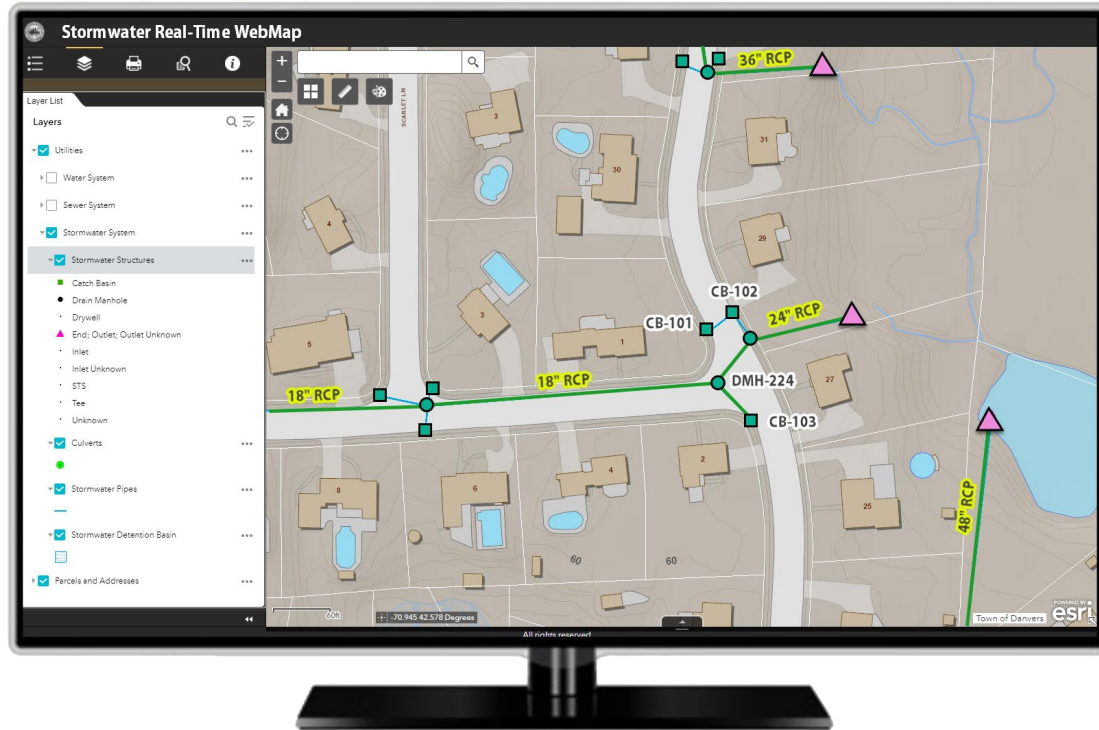 Stormwater Real-Time WebMap
Layer List
Layers
Utilities
Water System
Sewer System
Stormwater System
Stormwater Structures
Catch Basin
Drain Manhole
Drywell
End; Outlet; Outlet Unknown
Inlet
Inlet Unknown
STS
Tee
Unknown
Culverts
Stormwater Pipes
Stormwater Detention Basin
Parcels and Addresses
SCARLET LN
36" RCP
3
30
31
4
29
CB-102
CB-101
24" RCP
3
5
1
18" RCP
18" RCP
DMH-224
27
CB-103
2
4
8
6
25
48" RCP
60
60
60ft
-70.945 42.578 Degrees
POWERED BY
esri
Town of Danvers
All rights reserved